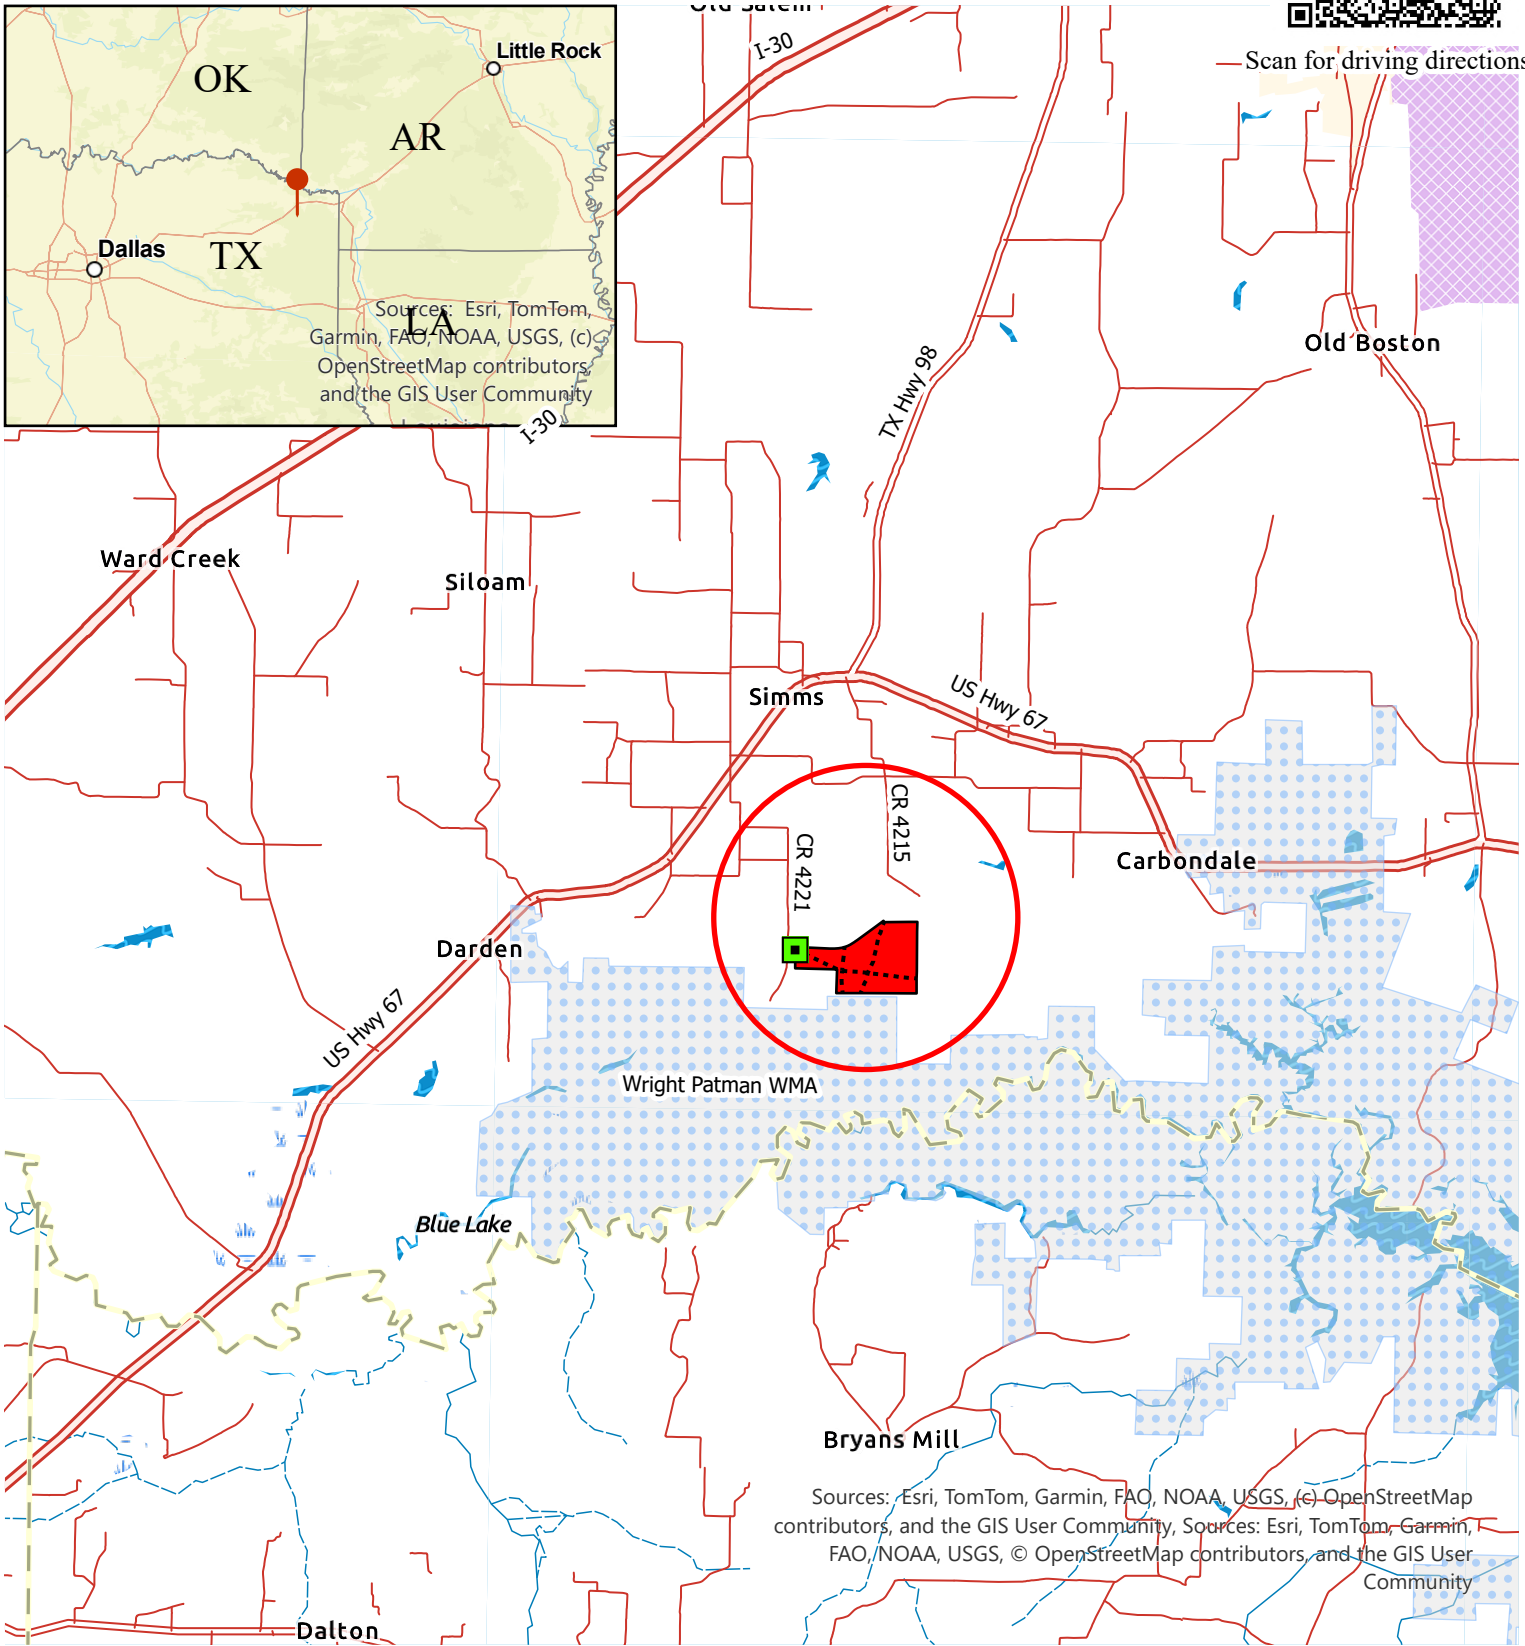 Old Salem
I-30
Scan for driving directions
Little Rock
OK
AR
Dallas
TX
LA
Sources: Esri, TomTom,
Garmin, FAO, NOAA, USGS, (c)
OpenStreetMap contributors,
and the GIS User Community
Louisiana
I-30
Old Boston
TX Hwy 98
Ward Creek
Siloam
Simms
US Hwy 67
CR 4215
CR 4221
Carbondale
Darden
US Hwy 67
Wright Patman WMA
Blue Lake
Bryans Mill
Sources: Esri, TomTom, Garmin, FAO, NOAA, USGS, (c) OpenStreetMap
contributors, and the GIS User Community, Sources: Esri, TomTom, Garmin,
FAO, NOAA, USGS, © OpenStreetMap contributors, and the GIS User
Community
Dalton